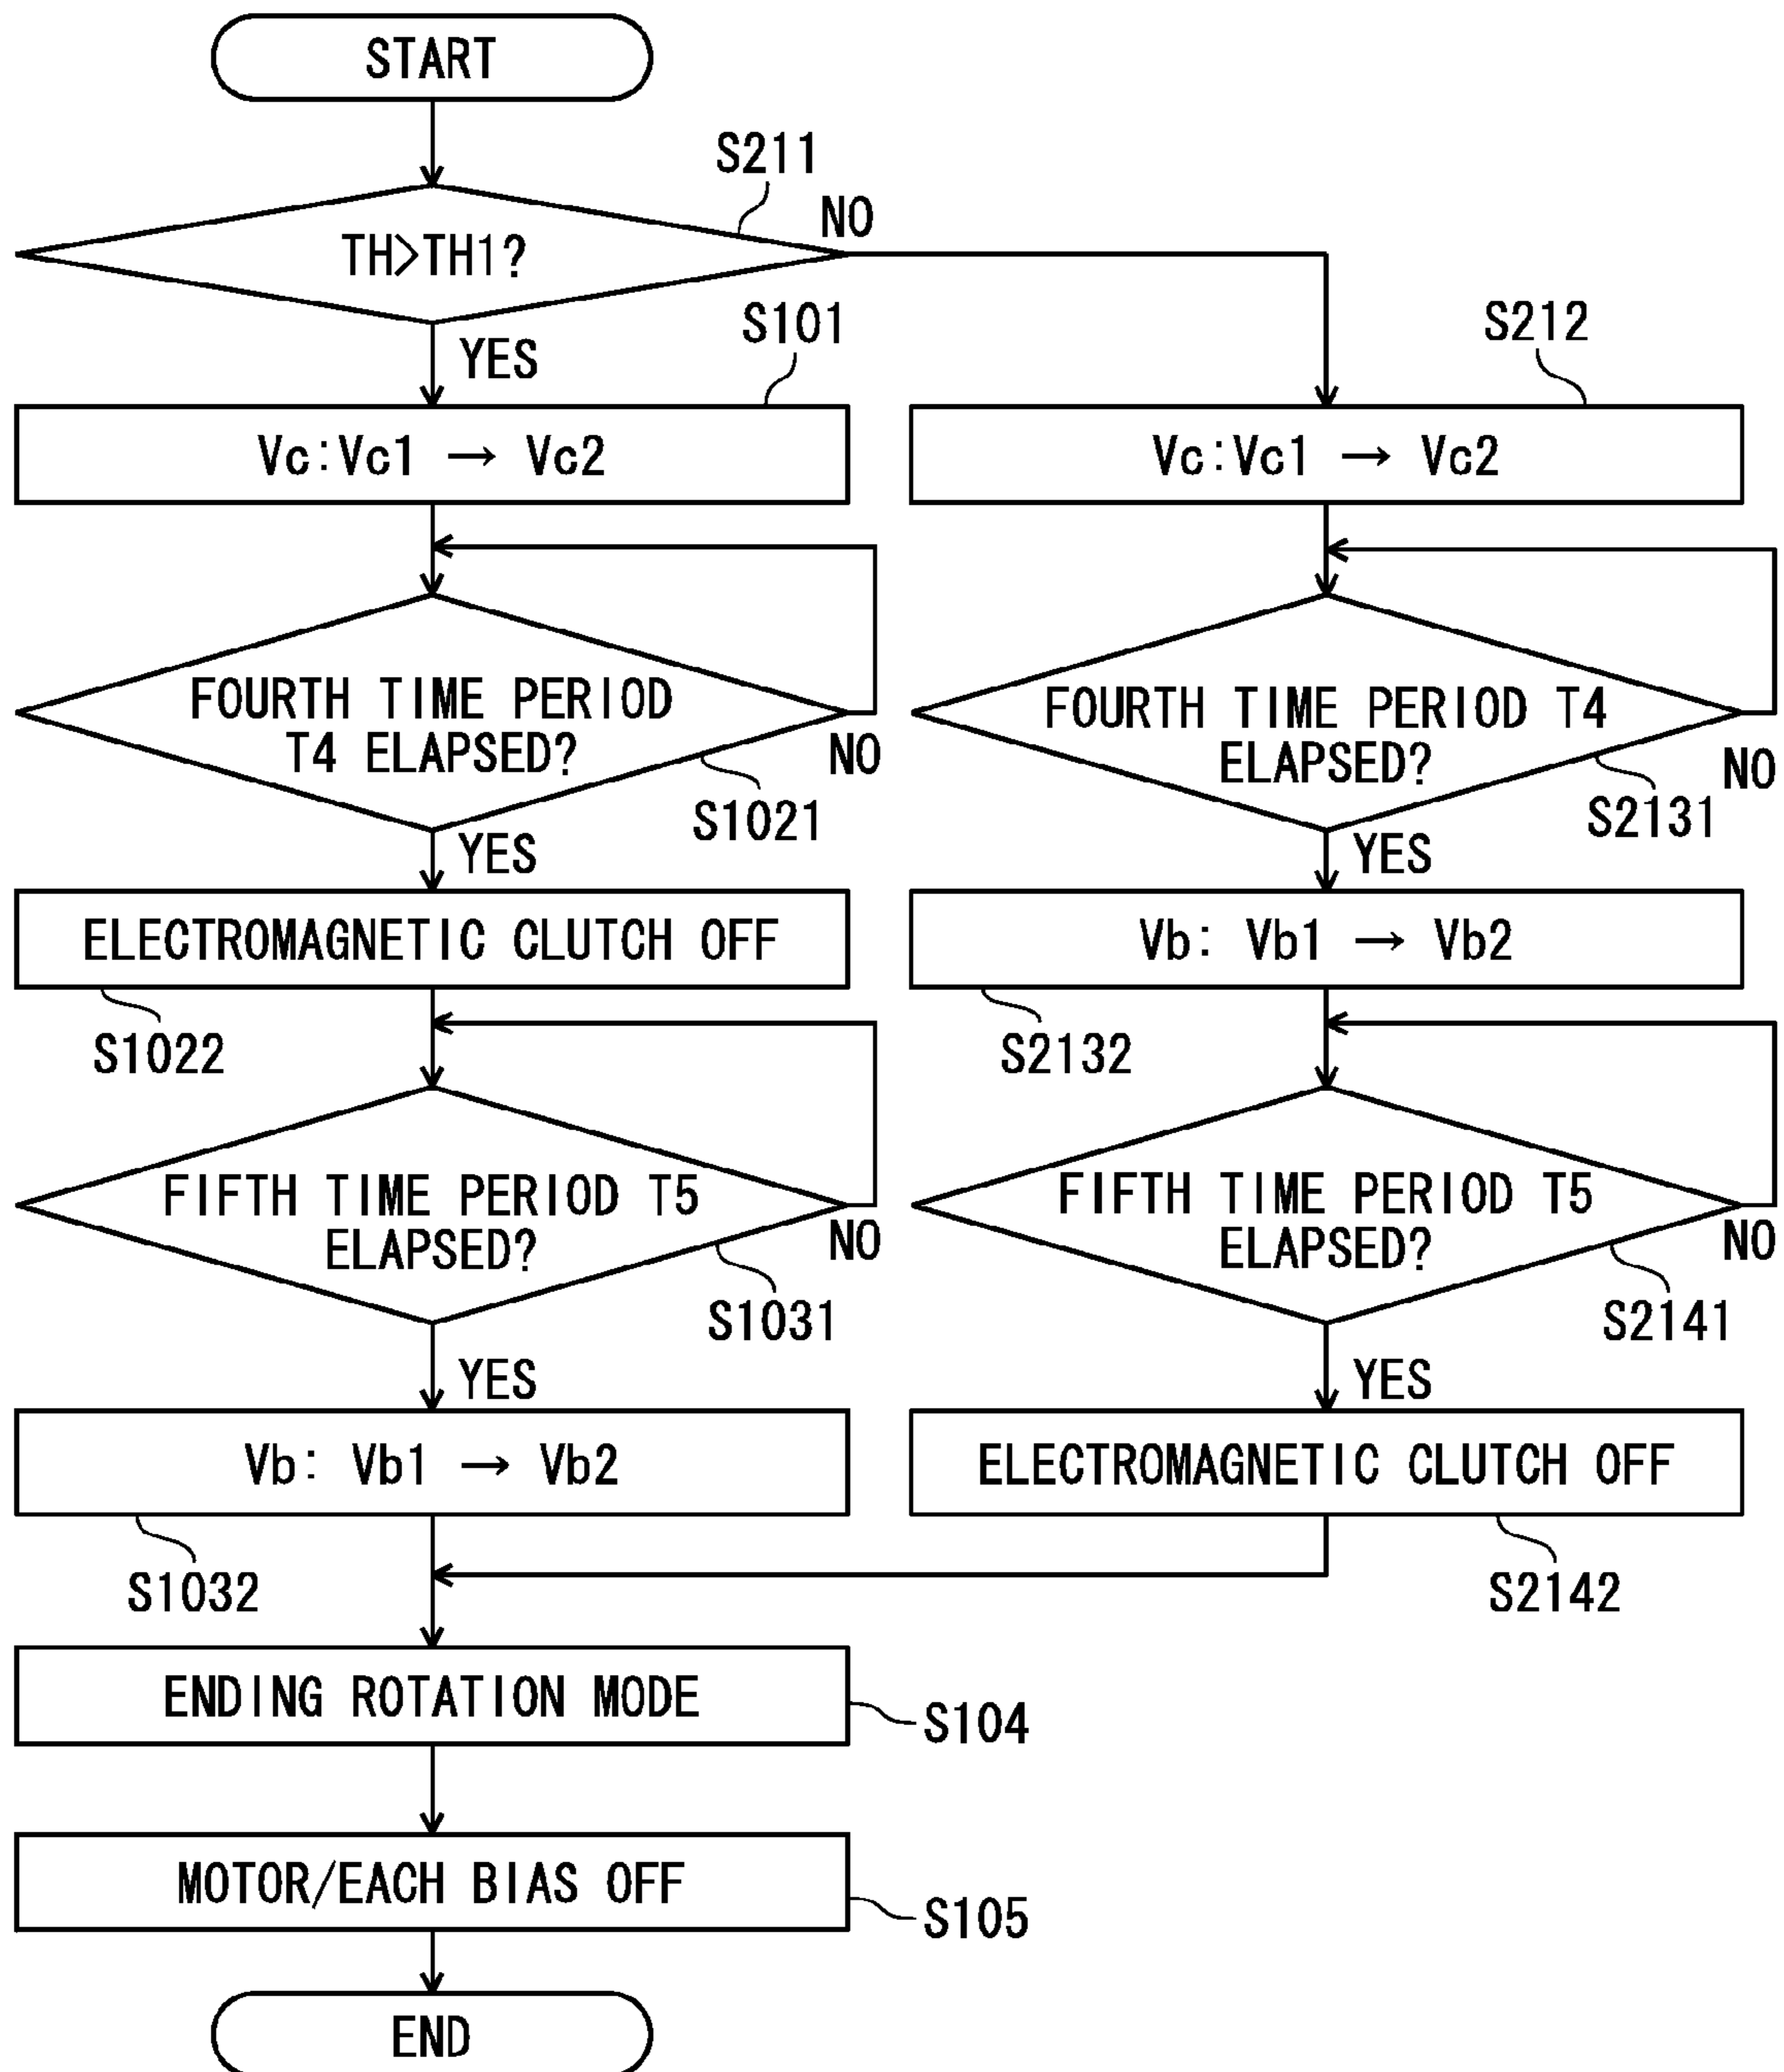 START
S211
NO
TH>TH1?
YES
S101
S212
Vc:Vc1 → Vc2
Vc:Vc1 → Vc2
FOURTH TIME PERIOD
T4 ELAPSED?
NO
S1021
FOURTH TIME PERIOD T4
ELAPSED?
NO
S2131
YES
YES
ELECTROMAGNETIC CLUTCH OFF
S1022
Vb: Vb1 → Vb2
S2132
FIFTH TIME PERIOD T5
ELAPSED?
NO
S1031
FIFTH TIME PERIOD T5
ELAPSED?
NO
S2141
YES
YES
Vb: Vb1 → Vb2
S1032
ELECTROMAGNETIC CLUTCH OFF
S2142
ENDING ROTATION MODE
S104
MOTOR/EACH BIAS OFF
S105
END